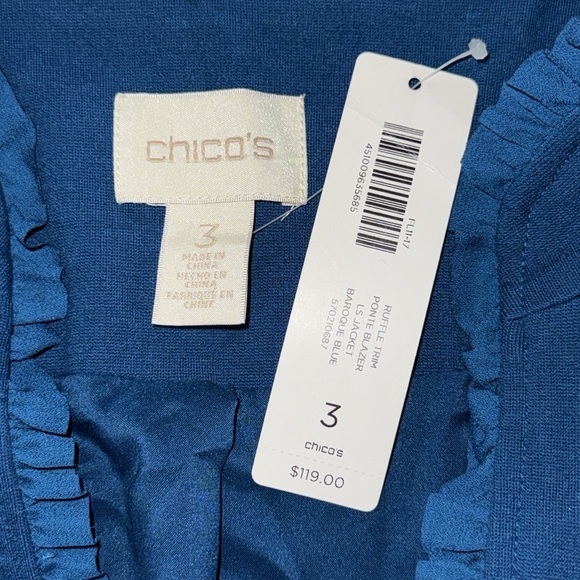 chico's
3
MADE IN
CHINA
HECHO EN
CHINA
FABRIQUÉ EN
CHINE
451009635685
FL11-17
RUFFLE TRIM
PONTE BLAZER
LS JACKET
BAROQUE BLUE
570210687
3
chico's
$119.00